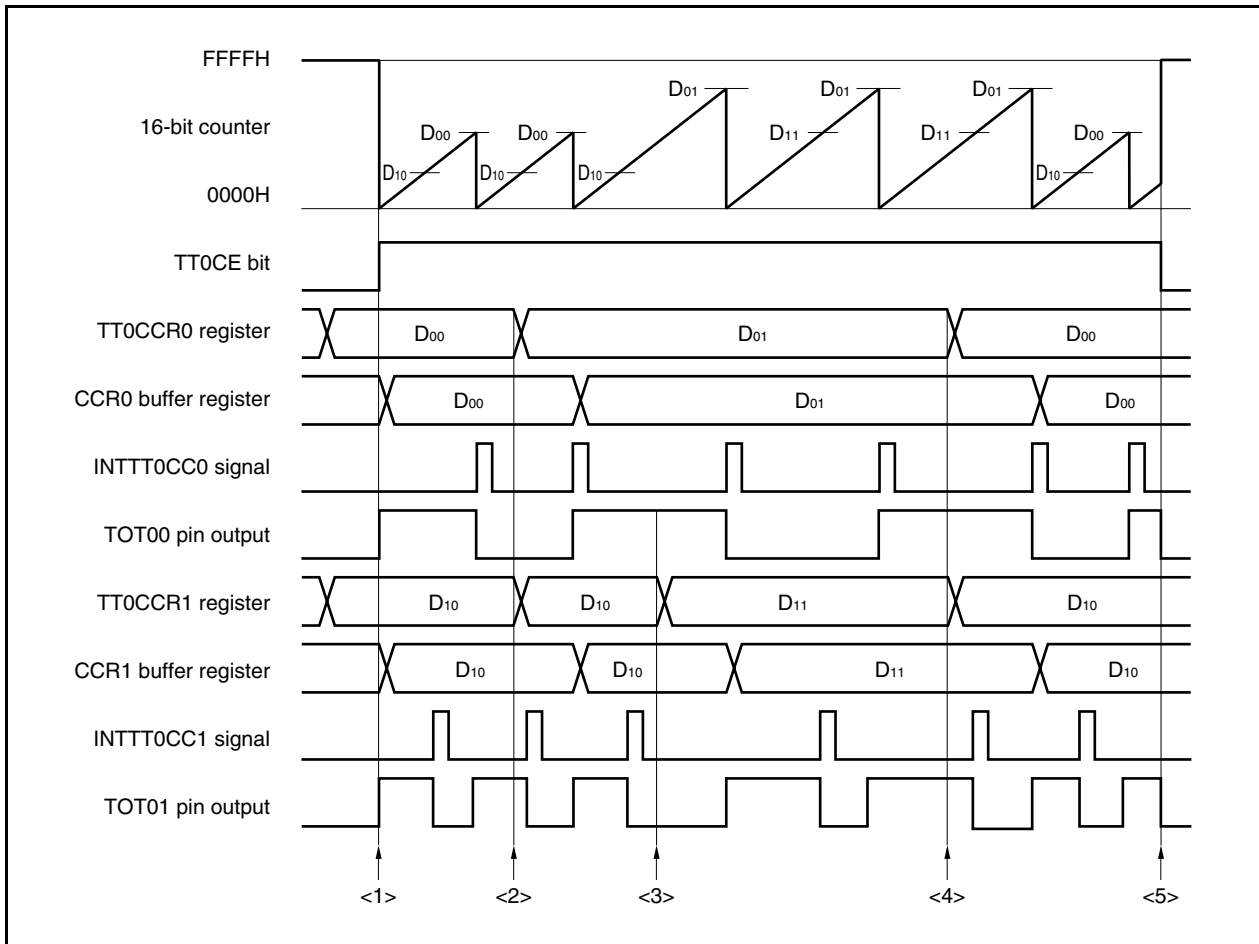 FFFFH
D01 D01 D01
16-bit counter D00 D00 D11 D11 D00
D10 D10 D10 D10
0000H
TT0CE bit
TT0CCR0 register D00 D01 D00
CCR0 buffer register D00 D01 D00
INTTT0CC0 signal
TOT00 pin output
TT0CCR1 register D10 D10 D11 D10
CCR1 buffer register D10 D10 D11 D10
INTTT0CC1 signal
TOT01 pin output
<1> <2> <3> <4> <5>